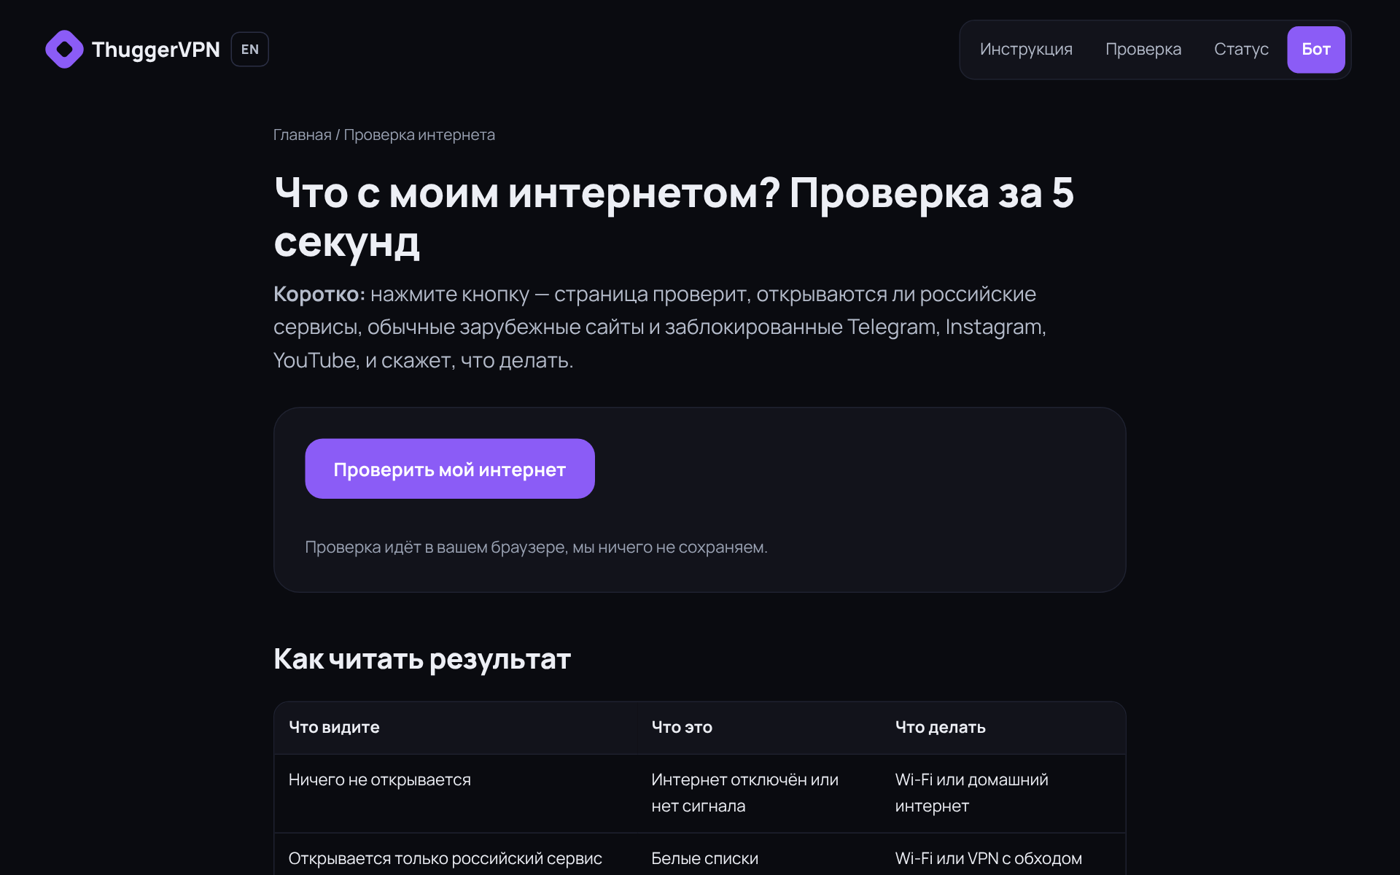 ThuggerVPN EN
Инструкция Проверка Статус Бот
Главная / Проверка интернета
Что с моим интернетом? Проверка за 5
секунд
Коротко: нажмите кнопку — страница проверит, открываются ли российские
сервисы, обычные зарубежные сайты и заблокированные Telegram, Instagram,
YouTube, и скажет, что делать.
Проверить мой интернет
Проверка идёт в вашем браузере, мы ничего не сохраняем.
Как читать результат
Что видите Что это Что делать
Ничего не открывается Интернет отключён или Wi-Fi или домашний
нет сигнала интернет
Открывается только российский сервис Белые списки Wi-Fi или VPN с обходом